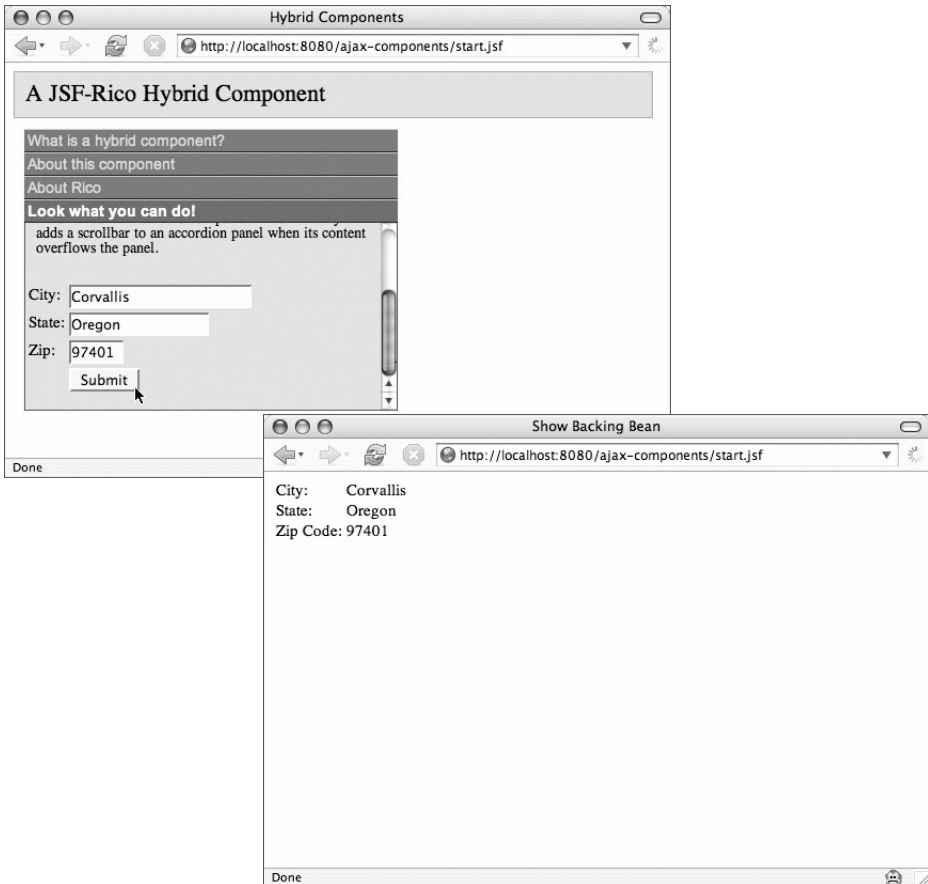 Hybrid Components
http://localhost:8080/ajax-components/start.jsf
A JSF-Rico Hybrid Component
What is a hybrid component?
About this component
About Rico
Look what you can do!
adds a scrollbar to an accordion panel when its content
overflows the panel.
City: Corvallis
State: Oregon
Zip: 97401
Submit
Done
Show Backing Bean
http://localhost:8080/ajax-components/start.jsf
City: Corvallis
State: Oregon
Zip Code: 97401
Done